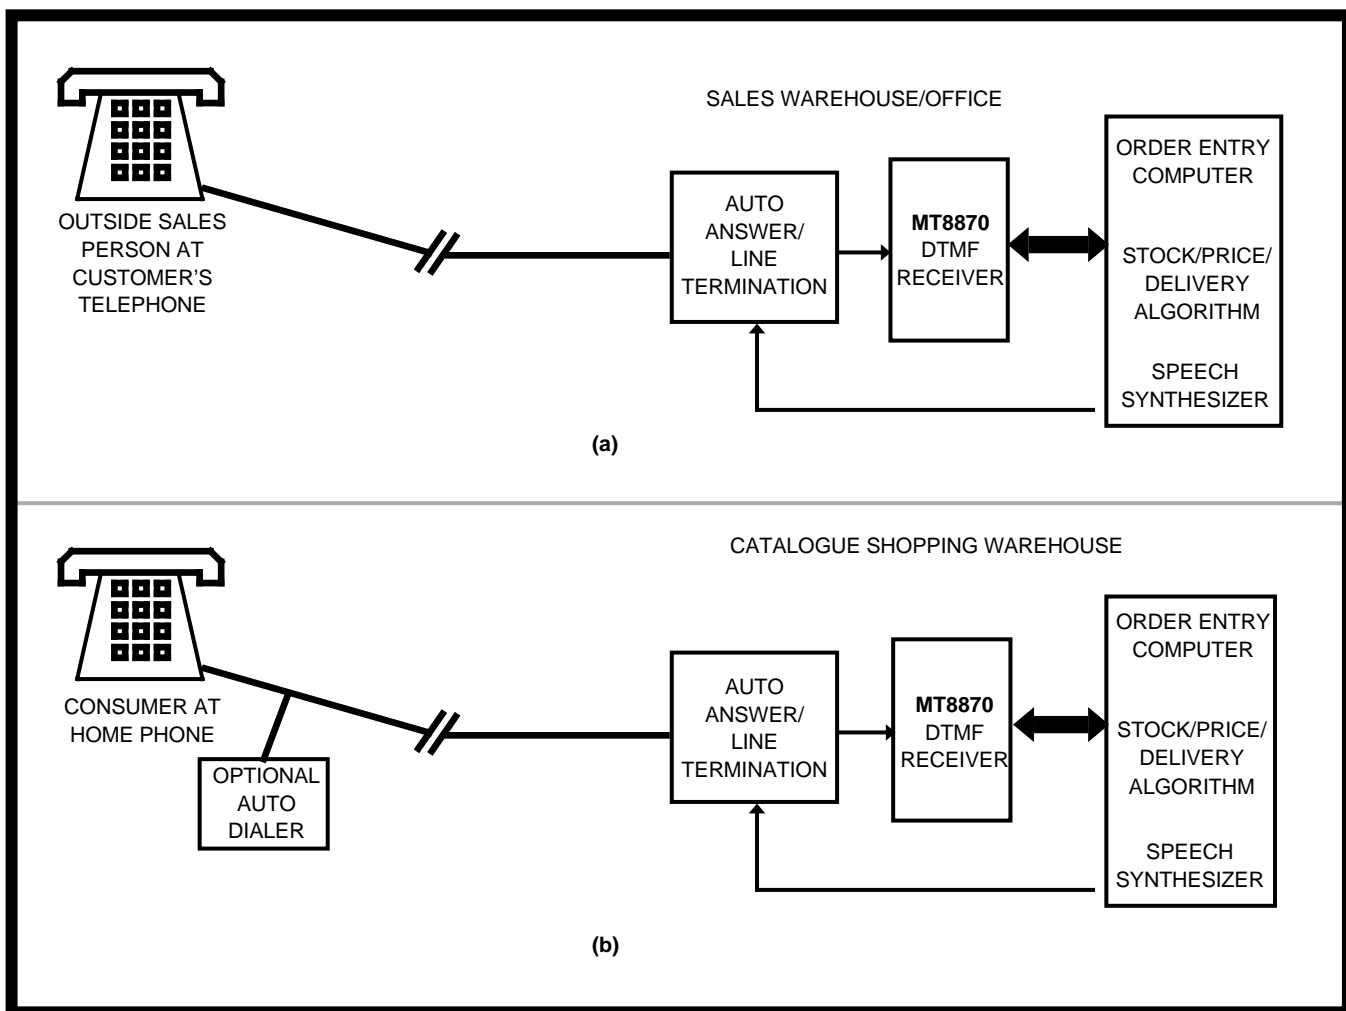 SALES WAREHOUSE/OFFICE
OUTSIDE SALES
PERSON AT
CUSTOMER'S
TELEPHONE
AUTO
ANSWER/
LINE
TERMINATION
MT8870
DTMF
RECEIVER
ORDER ENTRY
COMPUTER
STOCK/PRICE/
DELIVERY
ALGORITHM
SPEECH
SYNTHESIZER
(a)
CATALOGUE SHOPPING WAREHOUSE
CONSUMER AT
HOME PHONE
OPTIONAL
AUTO
DIALER
AUTO
ANSWER/
LINE
TERMINATION
MT8870
DTMF
RECEIVER
ORDER ENTRY
COMPUTER
STOCK/PRICE/
DELIVERY
ALGORITHM
SPEECH
SYNTHESIZER
(b)